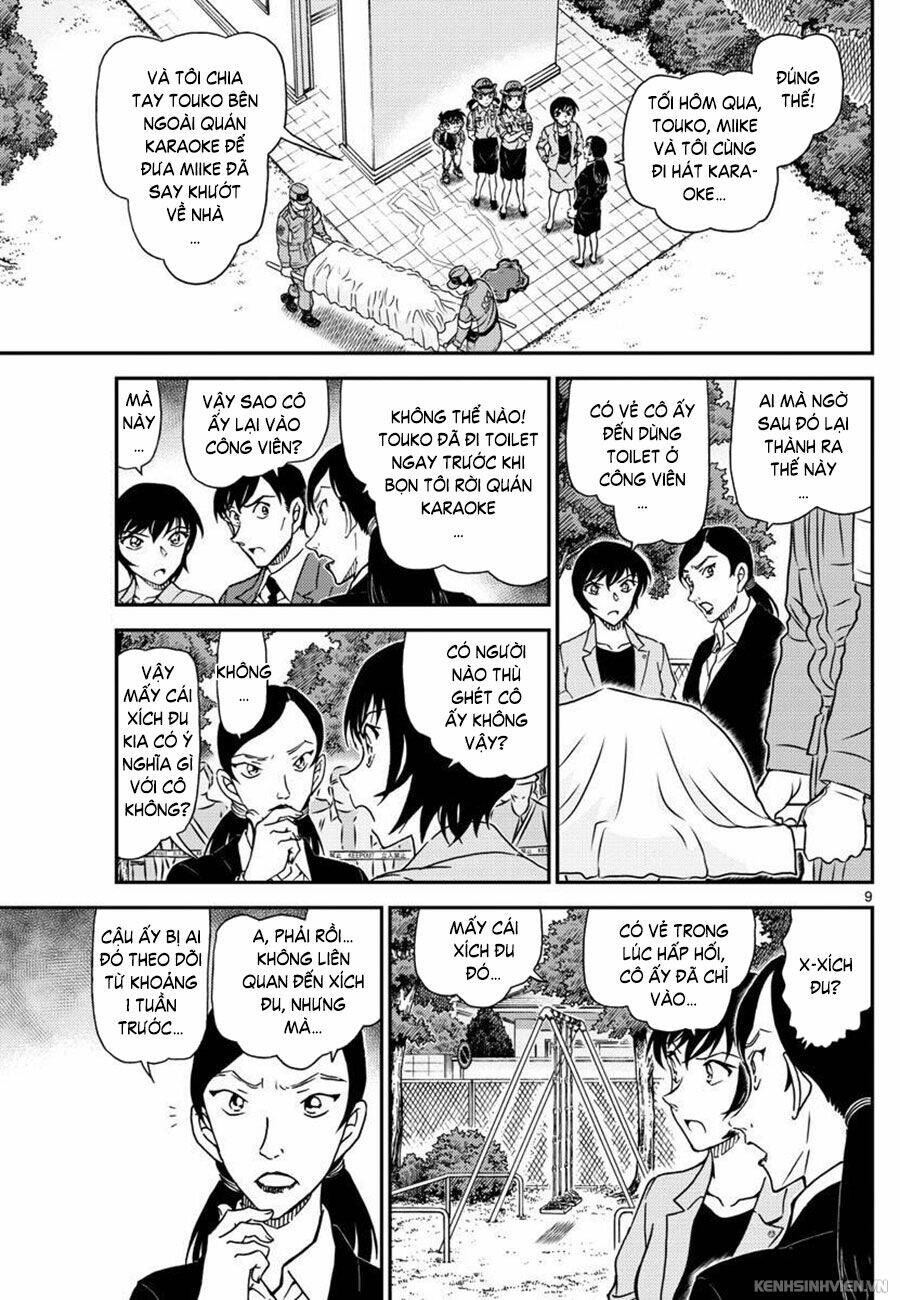 ĐÚNG
THẾ!
TỐI HÔM QUA,
TOUKO, MIIKE
VÀ TÔI CÙNG
ĐI HÁT KARA-
OKE...
VÀ TÔI CHIA
TAY TOUKO BÊN
NGOÀI QUÁN
KARAOKE ĐỂ
ĐƯA MIIKE ĐÃ
SAY KHƯỚT
VỀ NHÀ
...
AI MÀ NGỜ
SAU ĐÓ LẠI
THÀNH RA
THẾ NÀY
...
CÓ VẺ CÔ ẤY
ĐẾN DÙNG
TOILET Ở
CÔNG VIÊN
...
KHÔNG THỂ NÀO!
TOUKO ĐÃ ĐI TOILET
NGAY TRƯỚC KHI
BỌN TÔI RỜI QUÁN
KARAOKE
...
VẬY SAO CÔ
ẤY LẠI VÀO
CÔNG VIÊN?
MÀ
NÀY
...
CÓ NGƯỜI
NÀO THÙ
GHÉT CÔ
ẤY KHÔNG
VẬY?
KHÔNG
...
VẬY
MẤY CÁI
XÍCH ĐU
KIA CÓ Ý
NGHĨA GÌ
VỚI CÔ
KHÔNG?
禁止 KEEPOUT 立入禁止
9
X-XÍCH
ĐU?
CÓ VẺ TRONG
LÚC HẤP HỐI,
CÔ ẤY ĐÃ CHỈ
VÀO...
MẤY CÁI
XÍCH ĐU
ĐÓ...
A, PHẢI RỒI...
KHÔNG LIÊN
QUAN ĐẾN XÍCH
ĐU, NHƯNG
MÀ...
CẬU ẤY BỊ AI
ĐÓ THEO DÕI
TỪ KHOẢNG
1 TUẦN
TRƯỚC...
KENHSINHVIEN.VN